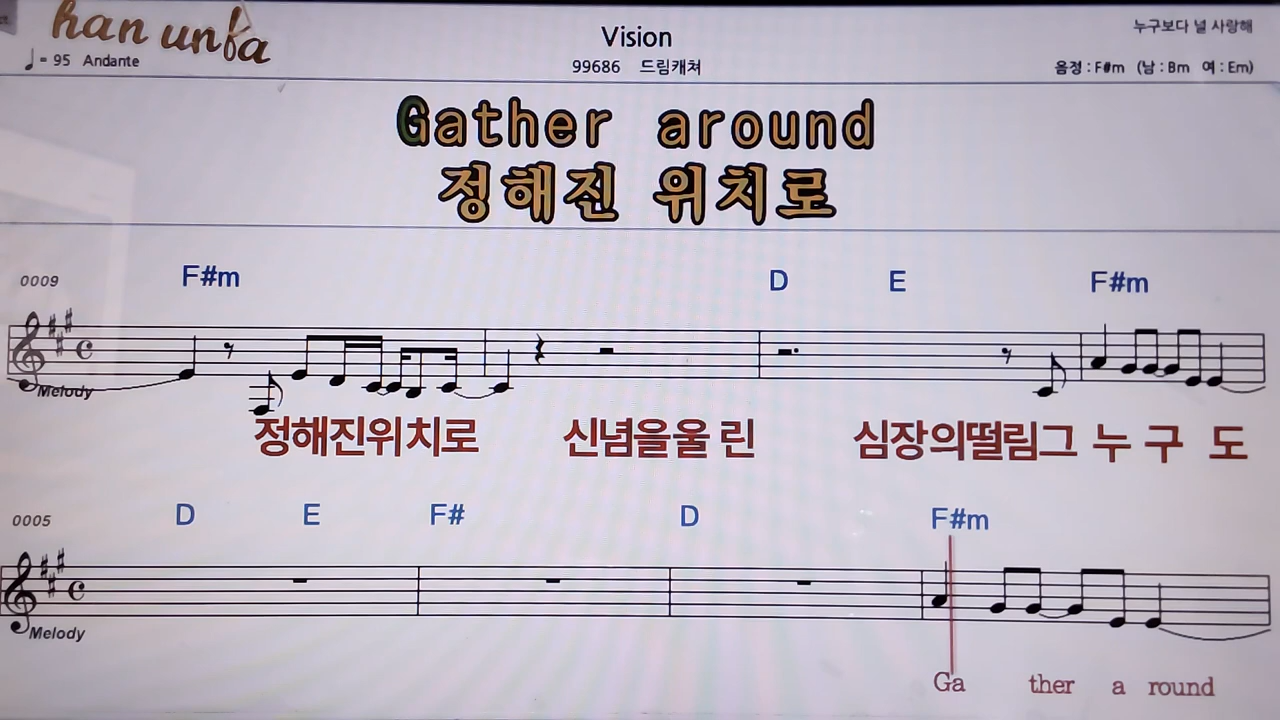 han unba
누구보다 널 사랑해
Vision
♩= 95 Andante
99686 드림캐쳐
음정 : F#m (남 : Bm 여 : Em)
Gather around
정해진 위치로
0009 F#m D E F#m
Melody
정해진위치로 신념을울 린 심장의떨림그 누 구 도
0005 D E F# D F#m
Melody
Ga ther a round